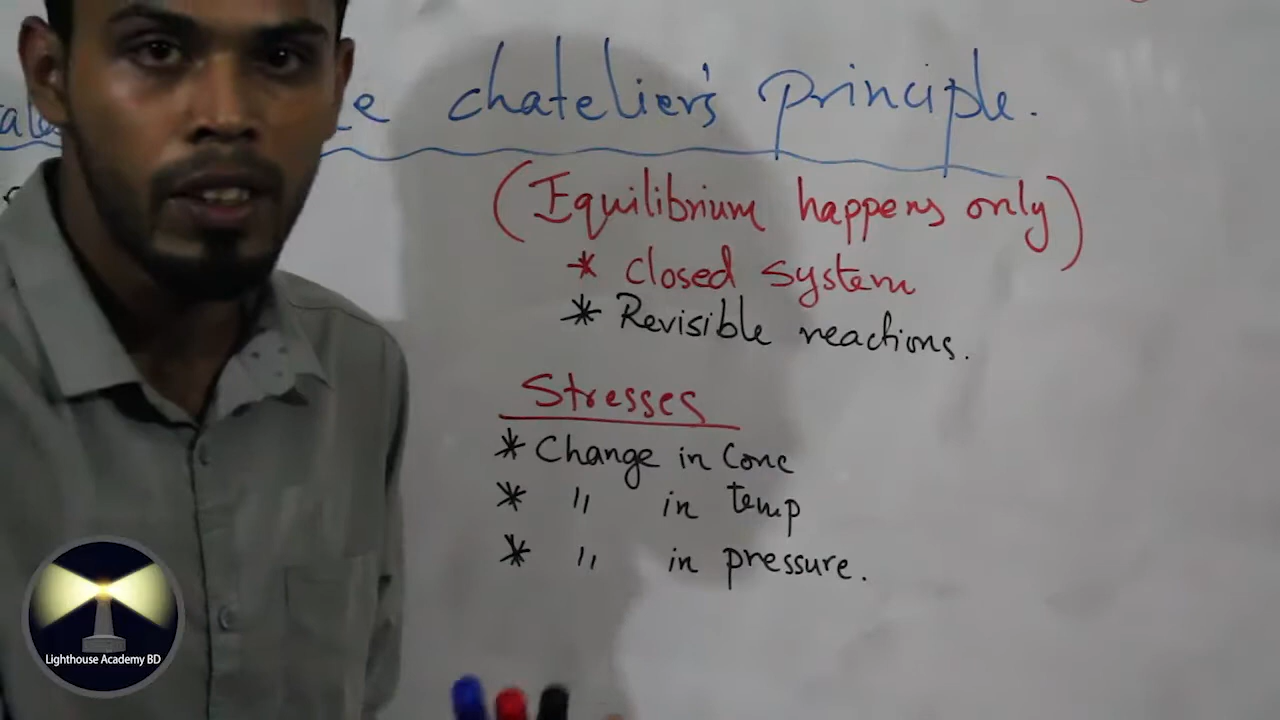 chatelier's principle.
(Equilibrium happens only)
* closed system
* Revisible reactions.
Stresses
* Change in Conc
* " in temp
* " in pressure.
Lighthouse Academy BD